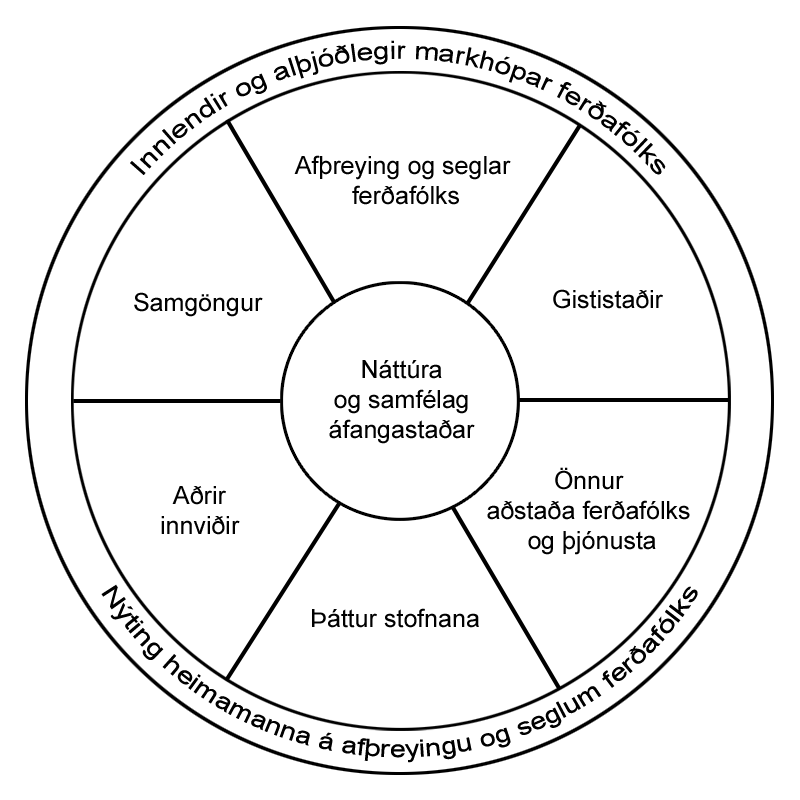 Innlendir og alþjóðlegir markhópar ferðafólks
Afþreying og seglar
ferðafólks
Samgöngur
Gististaðir
Náttúra
og samfélag
áfangastaðar
Aðrir
innviðir
Önnur
aðstaða ferðafólks
og þjónusta
Þáttur stofnana
Nýting heimamanna á afþreyingu og seglum ferðafólks